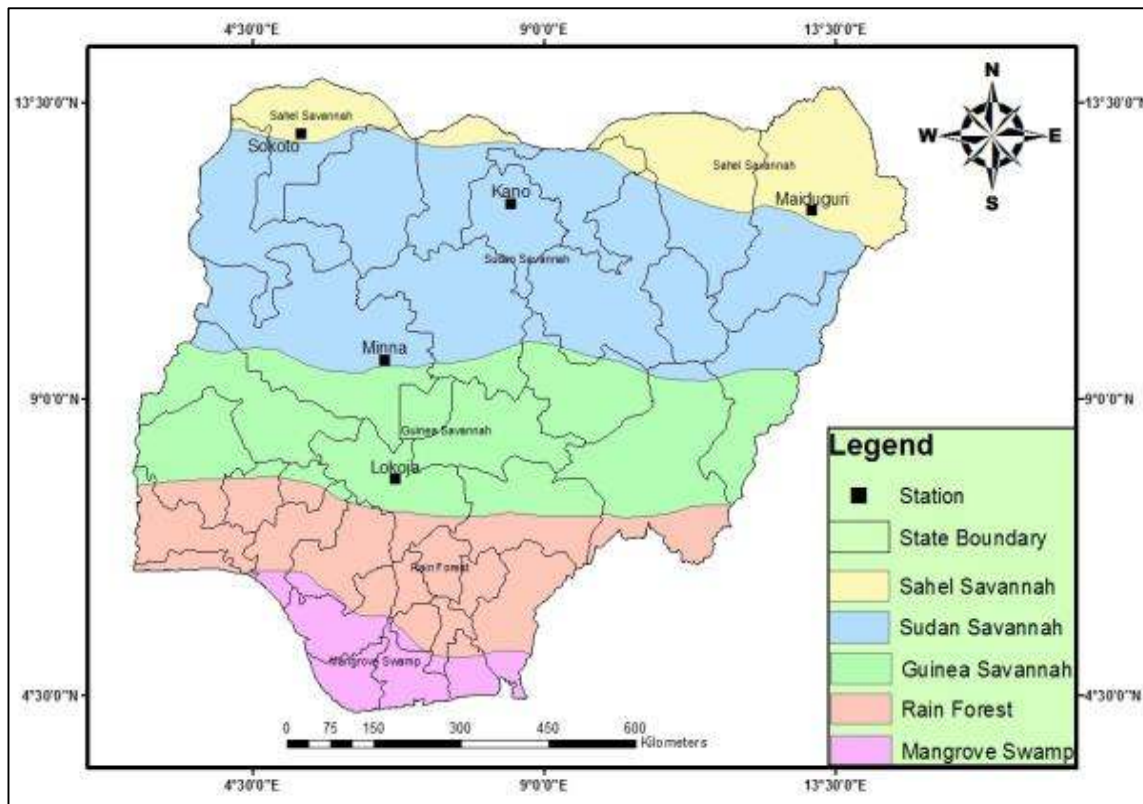 4°30'0"E 9°0'0"E 13°30'0"E
N
W E
S
13°30'0"N 13°30'0"N
Sahel Savannah
Sokoto
Sahel Savannah
Kano
Maiduguri
Sudan Savannah
Minna
9°0'0"N 9°0'0"N
Guinea Savannah
Lokoja
Rain Forest
Mangrove Swamp
4°30'0"N 4°30'0"N
0 75 150 300 450 600
Kilometers
4°30'0"E 9°0'0"E 13°30'0"E
Legend
Station
State Boundary
Sahel Savannah
Sudan Savannah
Guinea Savannah
Rain Forest
Mangrove Swamp